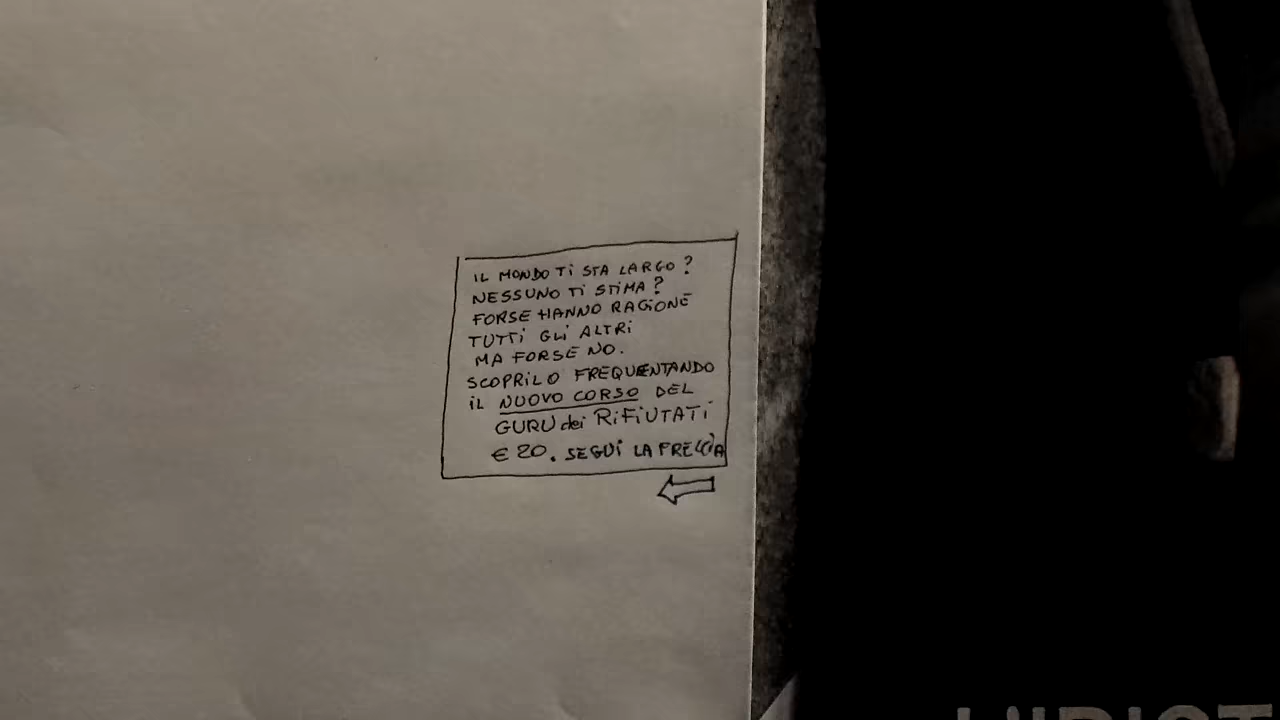 IL MONDO TI STA LARGO?
NESSUNO TI STIMA?
FORSE HANNO RAGIONE
TUTTI GLI ALTRI
MA FORSE NO.
SCOPRILO FREQUENTANDO
IL NUOVO CORSO DEL
GURU dei RIFIUTATI
€ 20. SEGUI LA FRECCIA